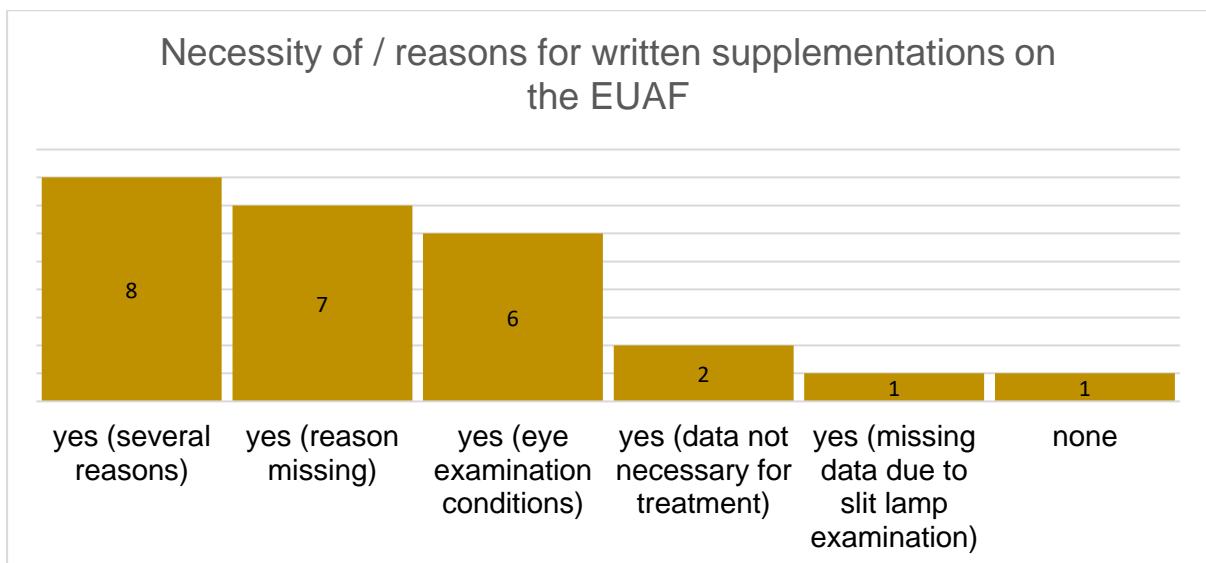 Necessity of / reasons for written supplementations on
the EUAF
8
7
6
2
1
1
yes (several
reasons)
yes (reason
missing)
yes (eye
examination
conditions)
yes (data not
necessary for
treatment)
yes (missing
data due to
slit lamp
examination)
none